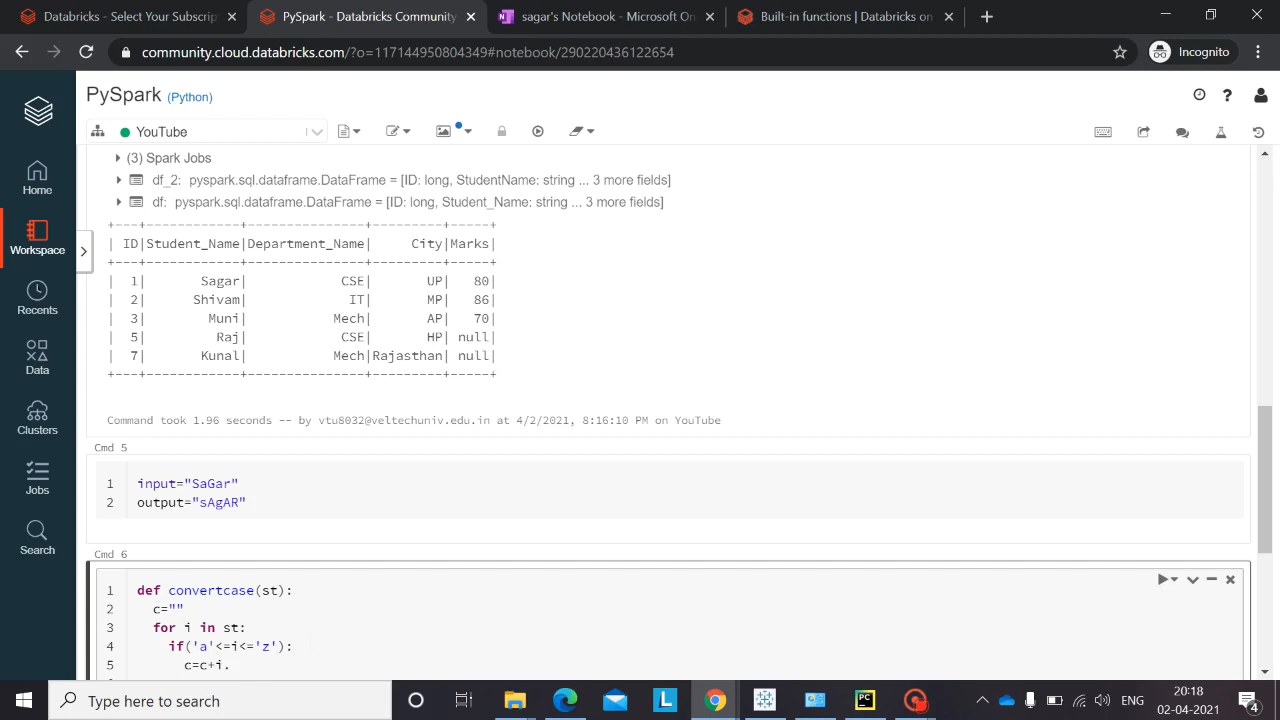 Databricks - Select Your Subscrip
PySpark - Databricks Community
sagar's Notebook - Microsoft On
Built-in functions | Databricks on
community.cloud.databricks.com/?o=117144950804349#notebook/290220436122654
Incognito
PySpark (Python)
YouTube
Home
Workspace
Recents
Data
Clusters
Jobs
Search
(3) Spark Jobs
df_2: pyspark.sql.dataframe.DataFrame = [ID: long, StudentName: string ... 3 more fields]
df: pyspark.sql.dataframe.DataFrame = [ID: long, Student_Name: string ... 3 more fields]
+---+------------+---------------+---------+-----+
| ID|Student_Name|Department_Name|     City|Marks|
+---+------------+---------------+---------+-----+
|  1|       Sagar|            CSE|       UP|   80|
|  2|      Shivam|             IT|       MP|   86|
|  3|        Muni|           Mech|       AP|   70|
|  5|         Raj|            CSE|       HP| null|
|  7|       Kunal|           Mech|Rajasthan| null|
+---+------------+---------------+---------+-----+
Command took 1.96 seconds -- by vtu8032@veltechuniv.edu.in at 4/2/2021, 8:16:10 PM on YouTube
Cmd 5
1 input="SaGar"
2 output="sAgAR"
Cmd 6
1 def convertcase(st):
2 c=""
3 for i in st:
4 if('a'<=i<='z'):
5 c=c+i.
Type here to search
L
PC
ENG
20:18
02-04-2021
4